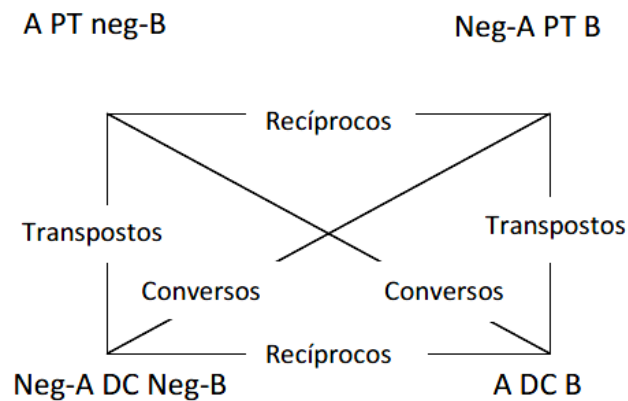 A PT neg-B
Neg-A PT B
Recíprocos
Transpostos
Transpostos
Conversos
Conversos
Recíprocos
Neg-A DC Neg-B
A DC B